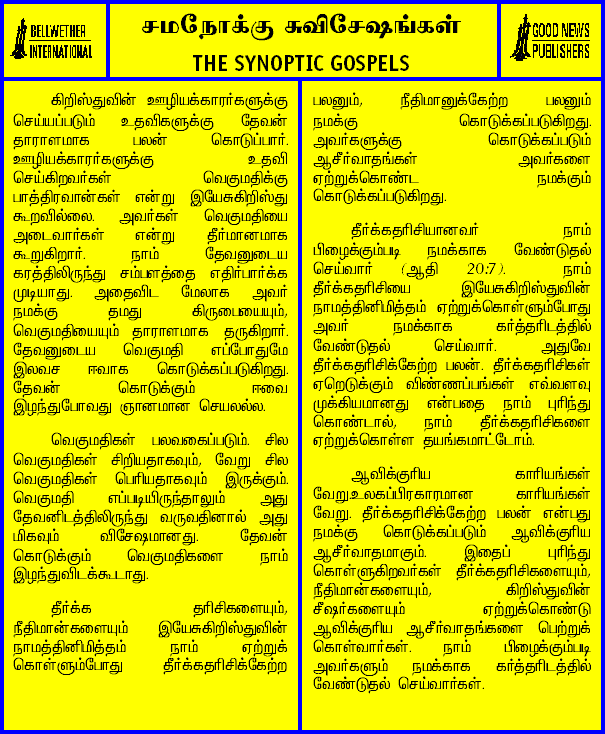 BELLWETHER
INTERNATIONAL
சமநோக்கு சுவிசேஷங்கள்
THE SYNOPTIC GOSPELS
GOOD NEWS
PUBLISHERS
கிறிஸ்துவின் ஊழியக்காரர்களுக்கு
செய்யப்படும் உதவிகளுக்கு தேவன்
தாராளமாக பலன் கொடுப்பார்.
ஊழியக்காரர்களுக்கு உதவி
செய்கிறவர்கள் வெகுமதிக்கு
பாத்திரவான்கள் என்று இயேசுகிறிஸ்து
கூறவில்லை. அவர்கள் வெகுமதியை
அடைவார்கள் என்று தீர்மானமாக
கூறுகிறார். நாம் தேவனுடைய
கரத்திலிருந்து சம்பளத்தை எதிர்பார்க்க
முடியாது. அதைவிட மேலாக அவர்
நமக்கு தமது கிருபையையும்,
வெகுமதியையும் தாராளமாக தருகிறார்.
தேவனுடைய வெகுமதி எப்போதுமே
இலவச ஈவாக கொடுக்கப்படுகிறது.
தேவன் கொடுக்கும் ஈவை
இழந்துபோவது ஞானமான செயலல்ல.
வெகுமதிகள் பலவகைப்படும். சில
வெகுமதிகள் சிறியதாகவும், வேறு சில
வெகுமதிகள் பெரியதாகவும் இருக்கும்.
வெகுமதி எப்படியிருந்தாலும் அது
தேவனிடத்திலிருந்து வருவதினால் அது
மிகவும் விசேஷமானது. தேவன்
கொடுக்கும் வெகுமதிகளை நாம்
இழந்துவிடக்கூடாது.
தீர்க்க தரிசிகளையும்,
நீதிமான்களையும் இயேசுகிறிஸ்துவின்
நாமத்தினிமித்தம் நாம் ஏற்றுக்
கொள்ளும்போது தீர்க்கதரிசிக்கேற்ற
பலனும், நீதிமானுக்கேற்ற பலனும்
நமக்கு கொடுக்கப்படுகிறது.
அவர்களுக்கு கொடுக்கப்படும்
ஆசீர்வாதங்கள் அவர்களை
ஏற்றுக்கொண்ட நமக்கும்
கொடுக்கப்படுகிறது.
தீர்க்கதரிசியானவர் நாம்
பிழைக்கும்படி நமக்காக வேண்டுதல்
செய்வார் (ஆதி 20:7). நாம்
தீர்க்கதரிசியை இயேசுகிறிஸ்துவின்
நாமத்தினிமித்தம் ஏற்றுக்கொள்ளும்போது
அவர் நமக்காக கர்த்தரிடத்தில்
வேண்டுதல் செய்வார். அதுவே
தீர்க்கதரிசிக்கேற்ற பலன். தீர்க்கதரிசிகள்
ஏறெடுக்கும் விண்ணப்பங்கள் எவ்வளவு
முக்கியமானது என்பதை நாம் புரிந்து
கொண்டால், நாம் தீர்க்கதரிசிகளை
ஏற்றுக்கொள்ள தயங்கமாட்டோம்.
ஆவிக்குரிய காரியங்கள்
வேறு.உலகப்பிரகாரமான காரியங்கள்
வேறு. தீர்க்கதரிசிக்கேற்ற பலன் என்பது
நமக்கு கொடுக்கப்படும் ஆவிக்குரிய
ஆசீர்வாதமாகும். இதைப் புரிந்து
கொள்ளுகிறவர்கள் தீர்க்கதரிசிகளையும்,
நீதிமான்களையும், கிறிஸ்துவின்
சீஷர்களையும் ஏற்றுக்கொண்டு
ஆவிக்குரிய ஆசீர்வாதங்களை பெற்றுக்
கொள்வார்கள். நாம் பிழைக்கும்படி
அவர்களும் நமக்காக கர்த்தரிடத்தில்
வேண்டுதல் செய்வார்கள்.